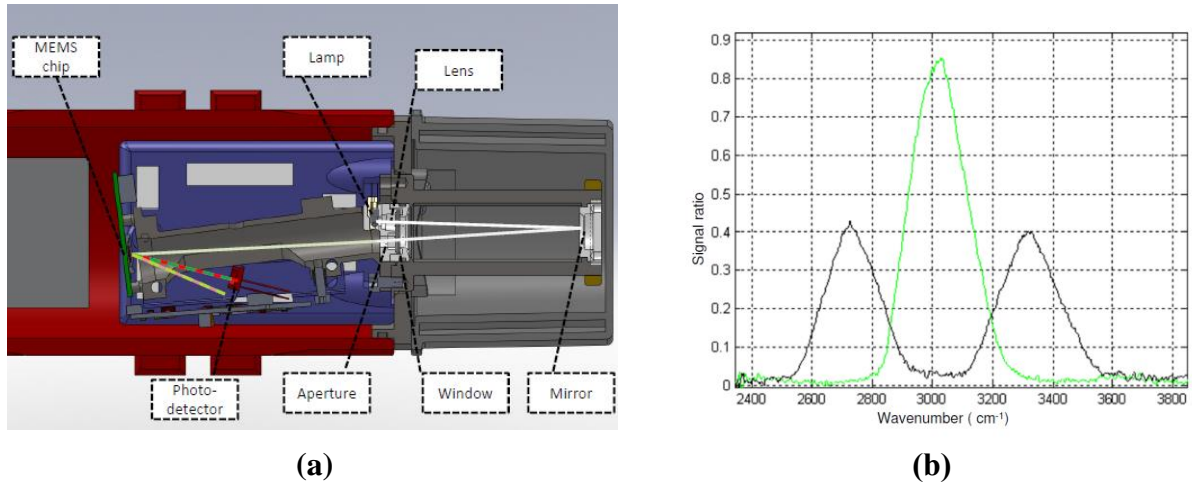 MEMS
chip
Lamp
Lens
Photo-
detector
Aperture
Window
Mirror
(a)
0.9
0.8
0.7
0.6
0.5
0.4
0.3
0.2
0.1
0
Signal ratio
2400 2600 2800 3000 3200 3400 3600 3800
Wavenumber ( cm-1)
(b)